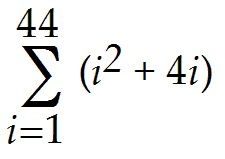 44
∑ (i² + 4i)
i=1